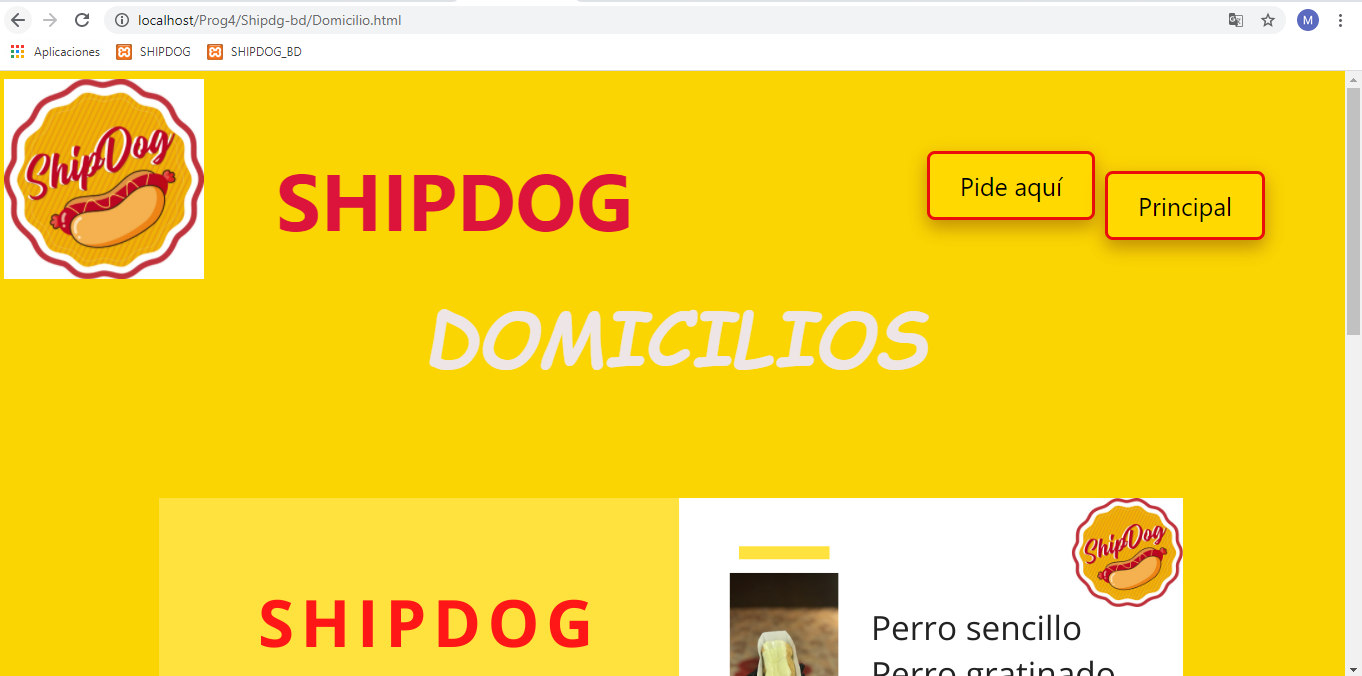 localhost/Prog4/Shipdg-bd/Domicilio.html
M
Aplicaciones SHIPDOG SHIPDOG_BD
ShipDog
SHIPDOG
Pide aquí
Principal
DOMICILIOS
ShipDog
SHIPDOG
Perro sencillo
Perro gratinado